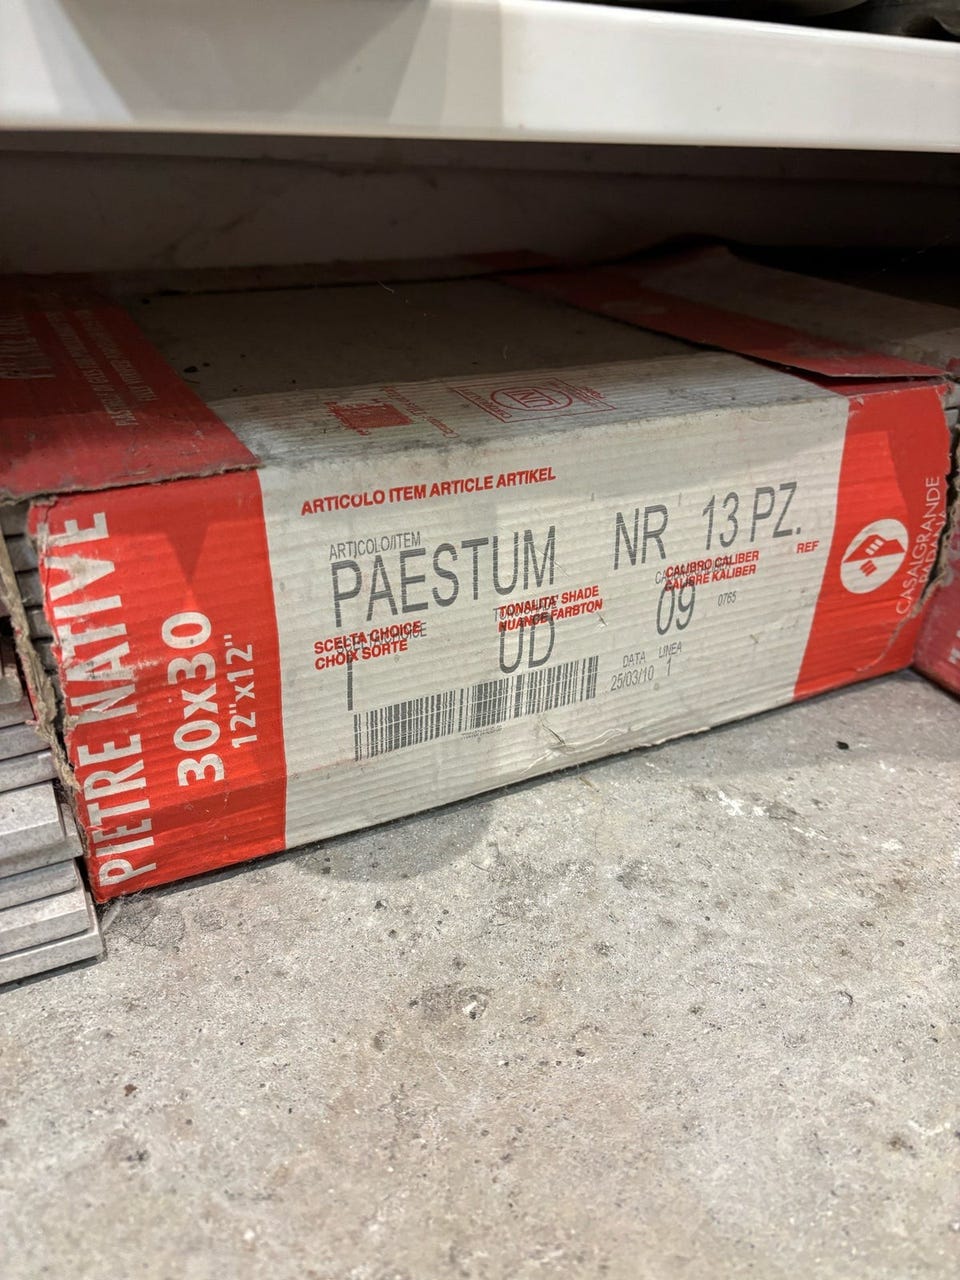 ARTICOLO ITEM ARTICLE ARTIKEL
ARTICOLO/ITEM
PAESTUM NR 13 PZ.
SCELTA CHOICE
CHOIX SORTE
I
TONALITA' SHADE
NUANCE FARBTON
UD
CALIBRO CALIBER
CALIBRE KALIBER
09
0765
REF
DATA LINEA
25/03/10 1
PIETRE NATIVE
30x30
12"x12"
CASALGRANDE
PADANA